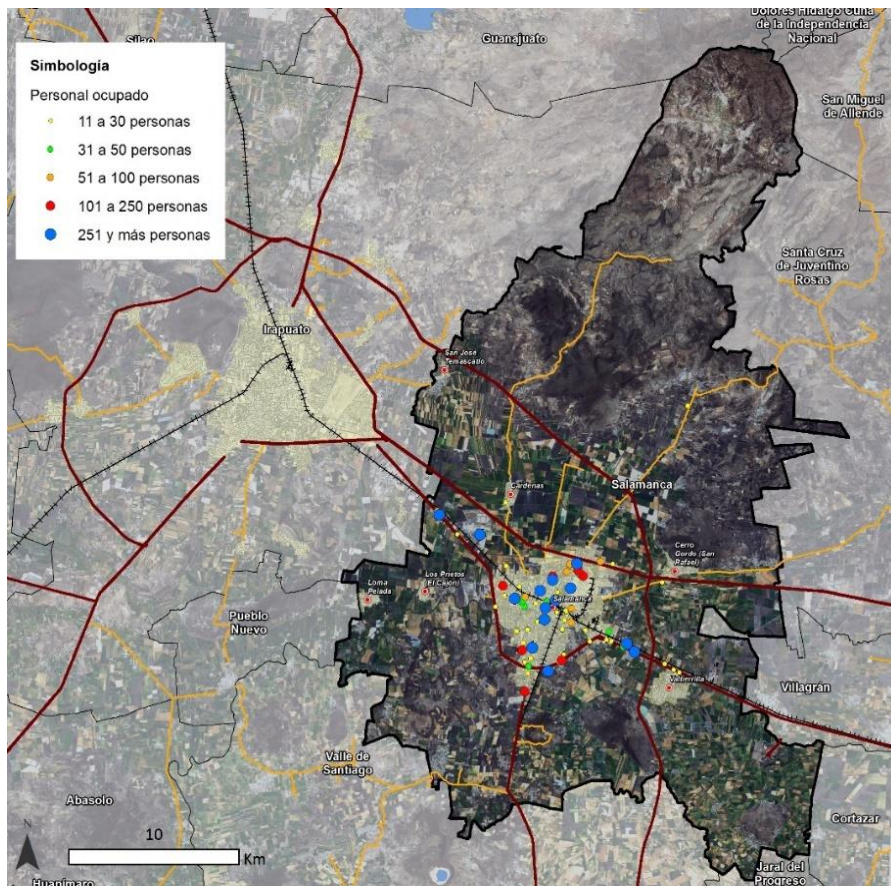 Dolores Hidalgo Cuna
de la Independencia
Nacional
Silao
Guanajuato
Simbología
Personal ocupado
11 a 30 personas
31 a 50 personas
51 a 100 personas
101 a 250 personas
251 y más personas
San Miguel
de Allende
Santa Cruz
de Juventino
Rosas
Irapuato
San José
Temascatío
Salamanca
Cárdenas
Cerro
Gordo (San
Rafael)
Loma
Pelada
Los Prietos
(El Cajón)
Salamanca
Pueblo
Nuevo
Valtierrilla
Villagrán
Valle de
Santiago
Abasolo
Cortazar
N
10
Km
Jaral del
Progreso
Huanímaro